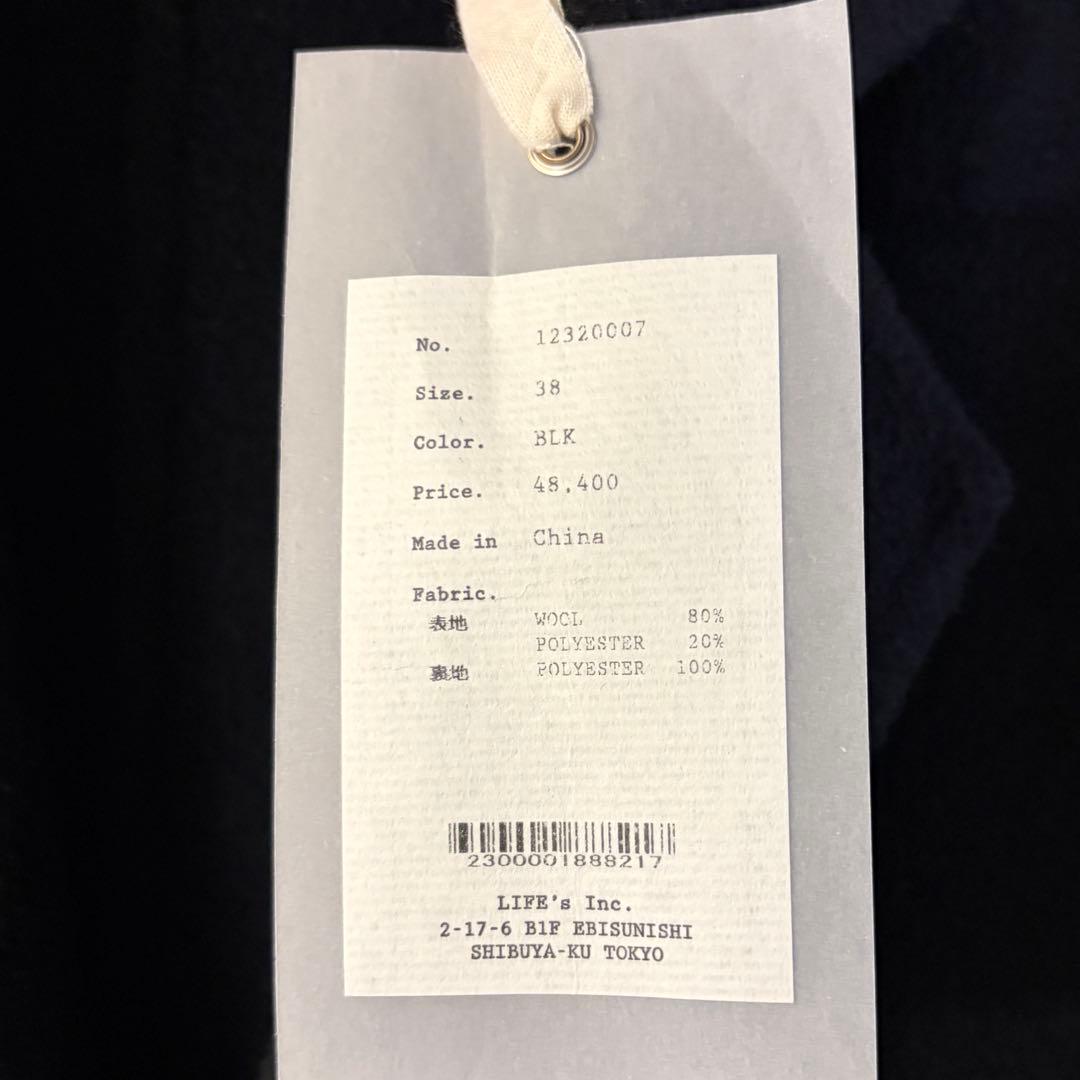 No. 12320007
Size. 38
Color. BLK
Price. 48,400
Made in China
Fabric.
表地 WOOL 80%
POLYESTER 20%
裏地 POLYESTER 100%
2300001888217
LIFE's Inc.
2-17-6 B1F EBISUNISHI
SHIBUYA-KU TOKYO